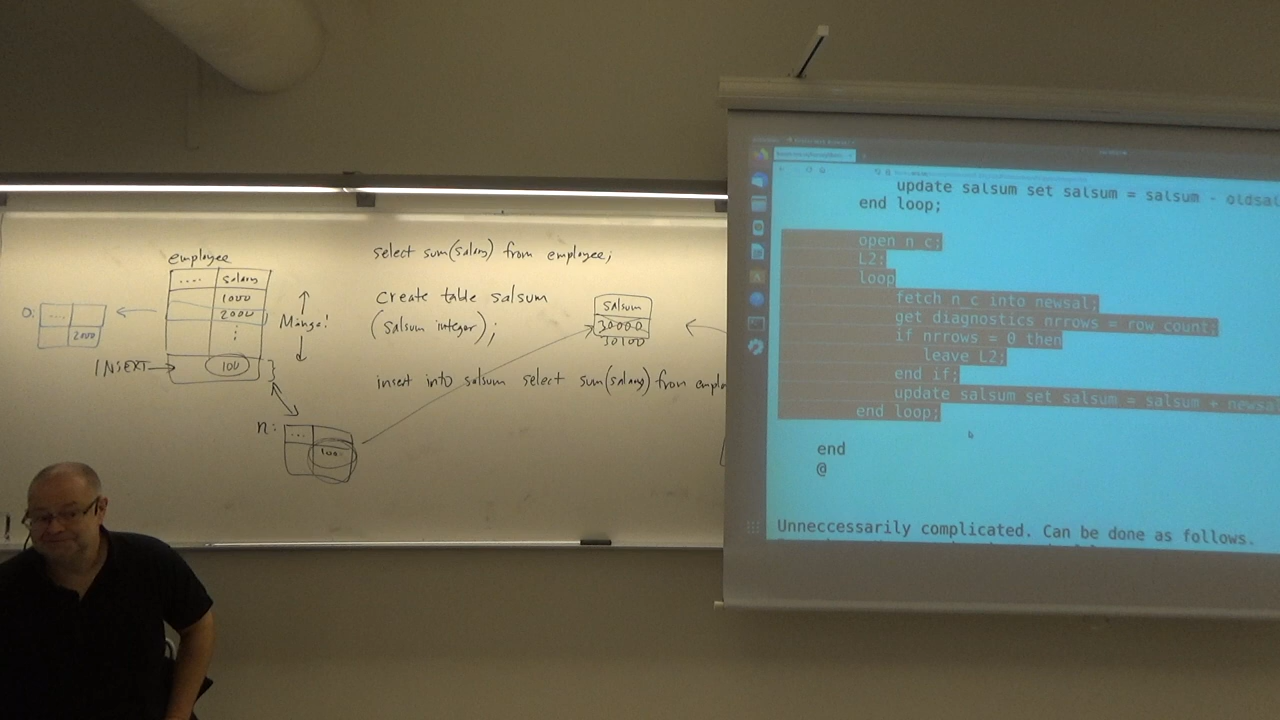 employee
.... salary
1000
2000
⋮
INSERT → 100
Många!
O:
...
2000
n:
...
100
select sum(salary) from employee;
Create table salsum
(salsum integer);
insert into salsum select sum(salary) from emplo
salsum
30000
30100
update salsum set salsum = salsum - oldsal
end loop;
open n_c;
L2:
loop
fetch n_c into newsal;
get diagnostics nrrows = row_count;
if nrrows = 0 then
leave L2;
end if;
update salsum set salsum = salsum + newsal
end loop;
end
@
Unneccessarily complicated. Can be done as follows.